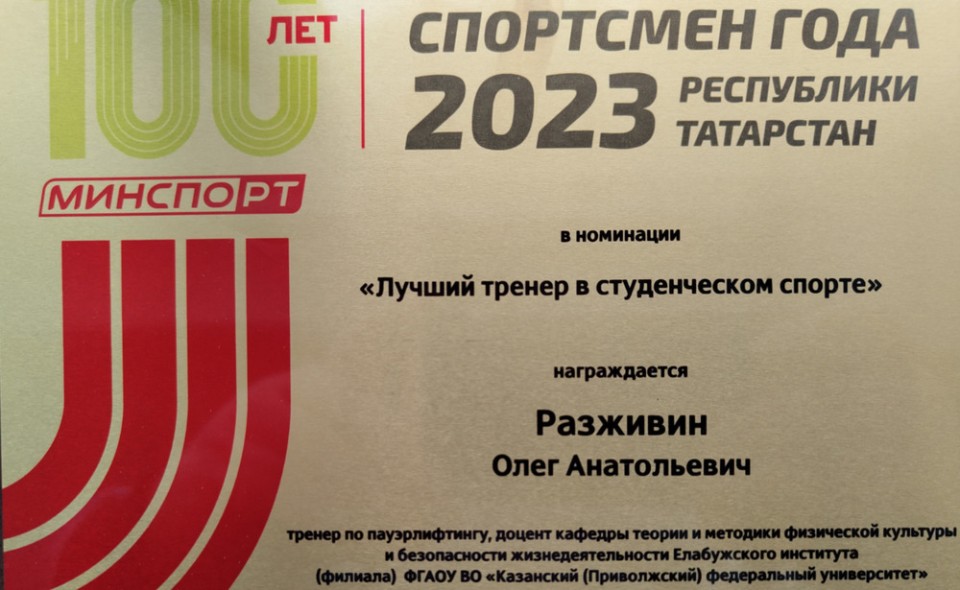 100 ЛЕТ
МИНСПОРТ
СПОРТСМЕН ГОДА
2023 РЕСПУБЛИКИ
ТАТАРСТАН
в номинации
«Лучший тренер в студенческом спорте»
награждается
Разживин
Олег Анатольевич
тренер по пауэрлифтингу, доцент кафедры теории и методики физической культуры
и безопасности жизнедеятельности Елабужского института
(филиала) ФГАОУ ВО «Казанский (Приволжский) федеральный университет»